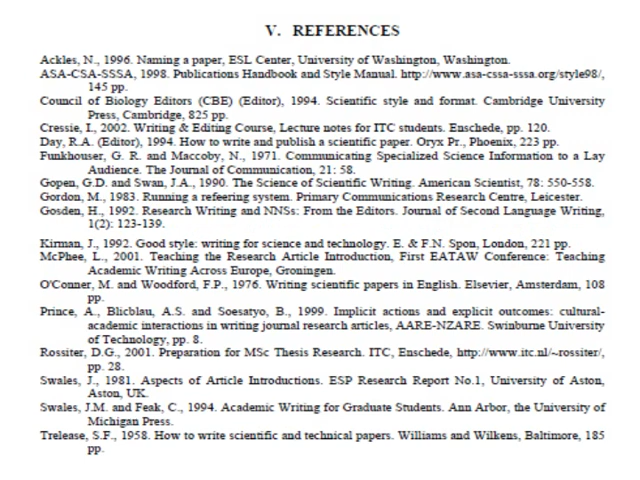 V. REFERENCES
Ackles, N., 1996. Naming a paper, ESL Center, University of Washington, Washington.
ASA-CSA-SSSA, 1998. Publications Handbook and Style Manual. http://www.asa-cssa-sssa.org/style98/,
145 pp.
Council of Biology Editors (CBE) (Editor), 1994. Scientific style and format. Cambridge University
Press, Cambridge, 825 pp.
Cressie, I., 2002. Writing & Editing Course, Lecture notes for ITC students. Enschede, pp. 120.
Day, R.A. (Editor), 1994. How to write and publish a scientific paper. Oryx Pr., Phoenix, 223 pp.
Funkhouser, G. R. and Maccoby, N., 1971. Communicating Specialized Science Information to a Lay
Audience. The Journal of Communication, 21: 58.
Gopen, G.D. and Swan, J.A., 1990. The Science of Scientific Writing. American Scientist, 78: 550-558.
Gordon, M., 1983. Running a refeering system. Primary Communications Research Centre, Leicester.
Gosden, H., 1992. Research Writing and NNSs: From the Editors. Journal of Second Language Writing,
1(2): 123-139.
Kirman, J., 1992. Good style: writing for science and technology. E. & F.N. Spon, London, 221 pp.
McPhee, L., 2001. Teaching the Research Article Introduction, First EATAW Conference: Teaching
Academic Writing Across Europe, Groningen.
O'Conner, M. and Woodford, F.P., 1976. Writing scientific papers in English. Elsevier, Amsterdam, 108
pp.
Prince, A., Blicblau, A.S. and Soesatyo, B., 1999. Implicit actions and explicit outcomes: cultural-
academic interactions in writing journal research articles, AARE-NZARE. Swinburne University
of Technology, pp. 8.
Rossiter, D.G., 2001. Preparation for MSc Thesis Research. ITC, Enschede, http://www.itc.nl/~rossiter/,
pp. 28.
Swales, J., 1981. Aspects of Article Introductions. ESP Research Report No.1, University of Aston,
Aston, UK.
Swales, J.M. and Feak, C., 1994. Academic Writing for Graduate Students. Ann Arbor, the University of
Michigan Press.
Trelease, S.F., 1958. How to write scientific and technical papers. Williams and Wilkens, Baltimore, 185
pp.